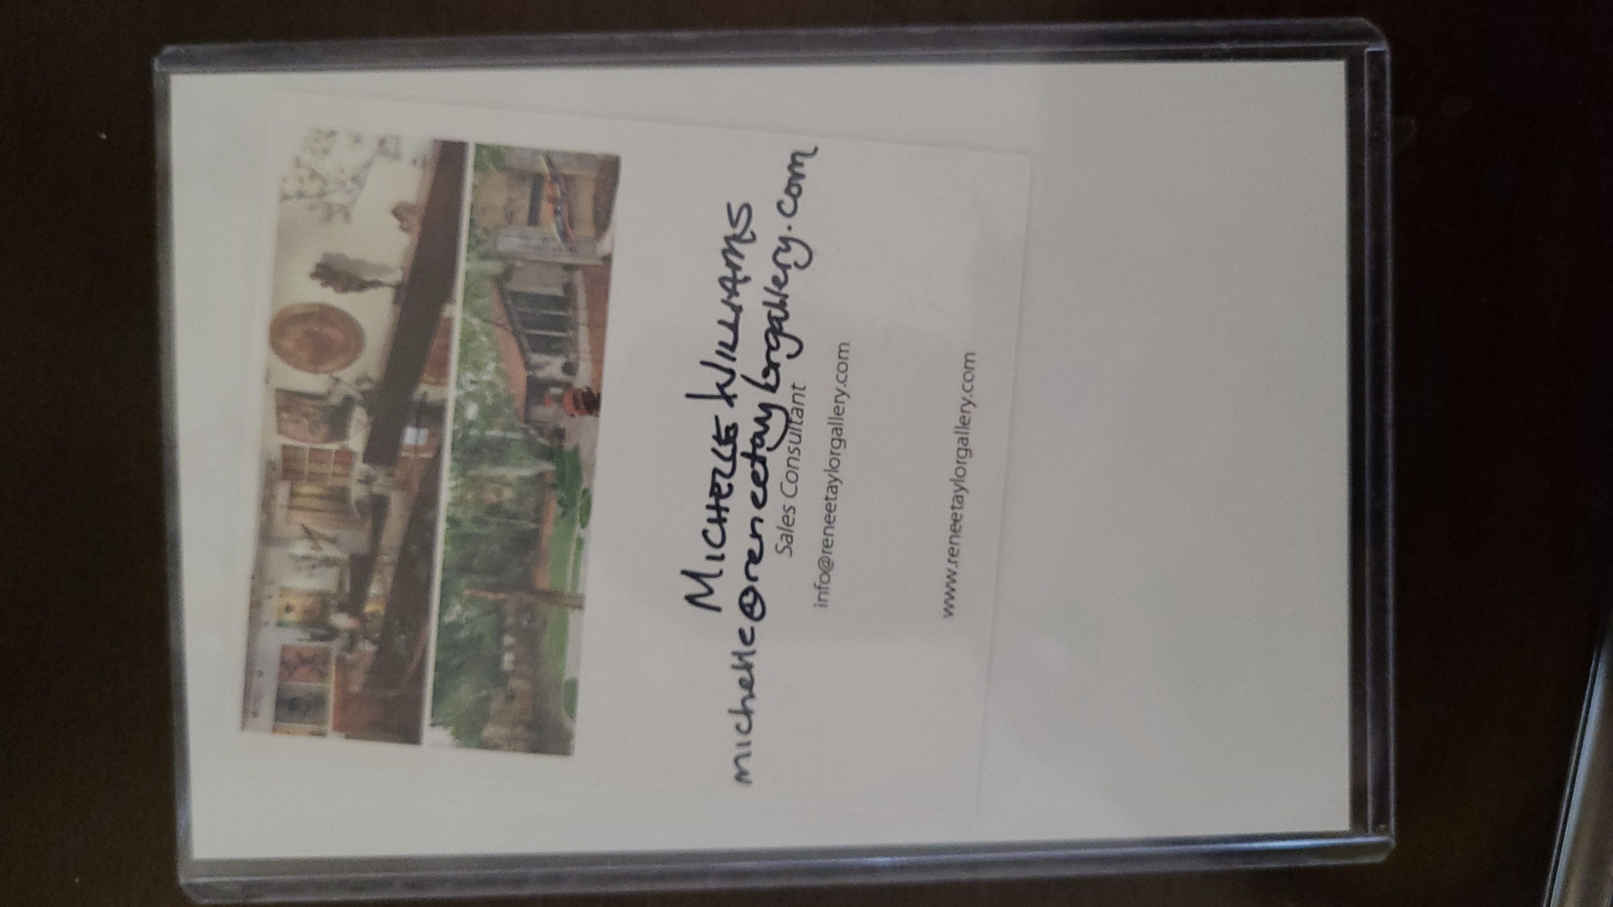 MICHELLE WILLIAMS
michelle@reneetaylorgallery.com
Sales Consultant
info@reneetaylorgallery.com
www.reneetaylorgallery.com